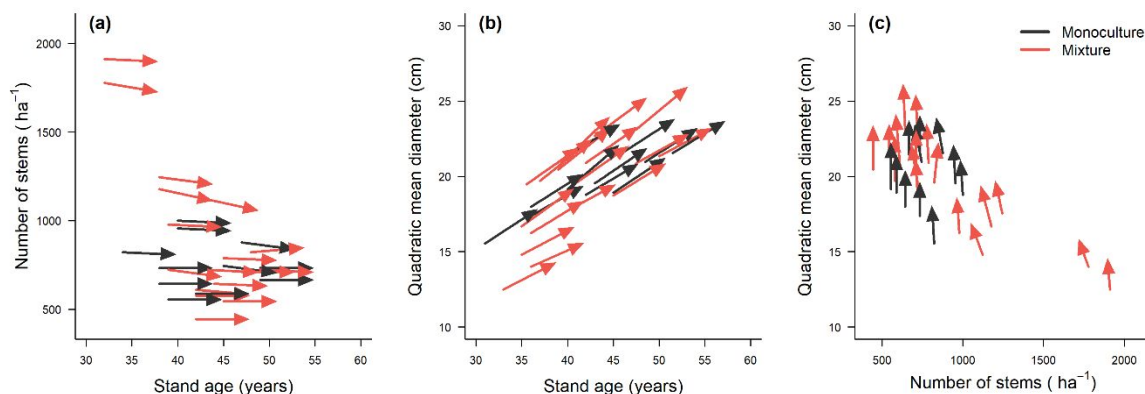 (a)
Number of stems ( ha⁻¹)
2000
1500
1000
500
30 35 40 45 50 55 60
Stand age (years)
(b)
Quadratic mean diameter (cm)
30
25
20
15
10
30 35 40 45 50 55 60
Stand age (years)
(c)
Monoculture
Mixture
Quadratic mean diameter (cm)
30
25
20
15
10
500 1000 1500 2000
Number of stems ( ha⁻¹)